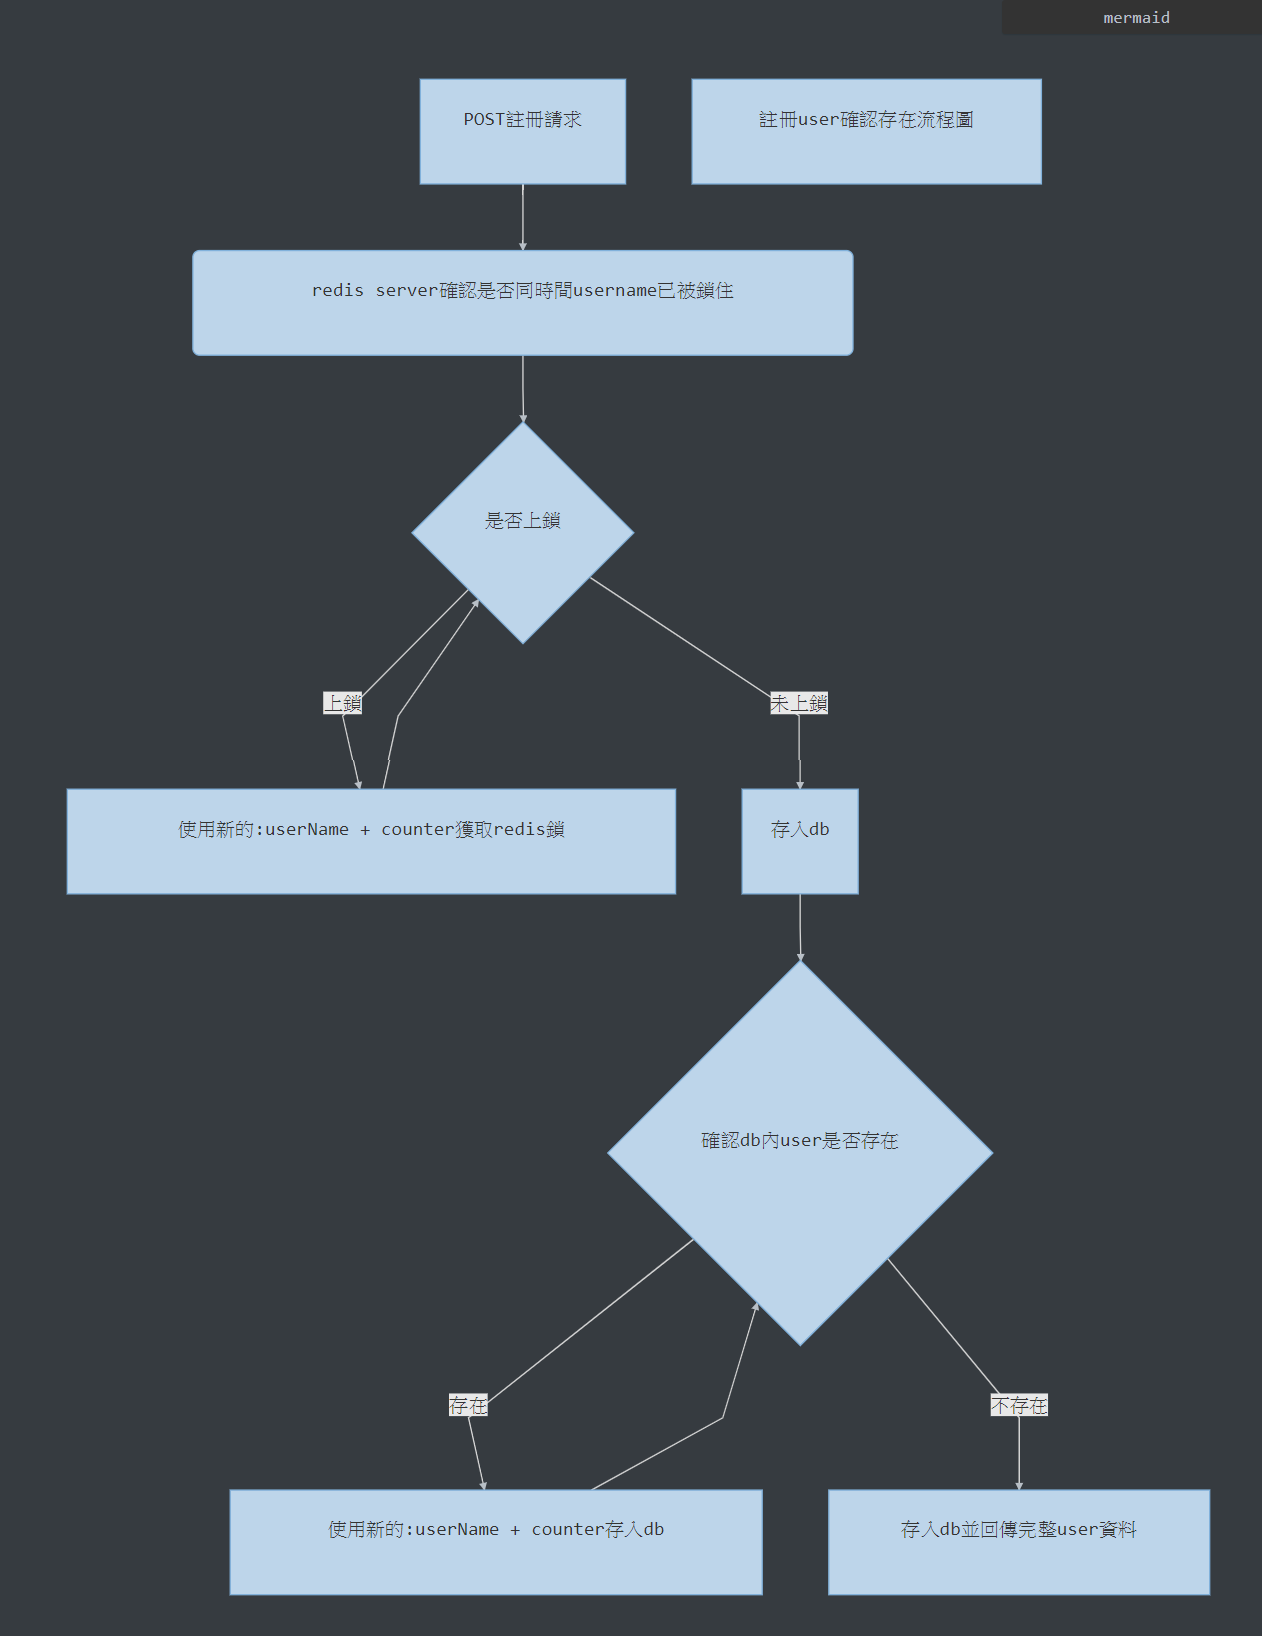 mermaid
POST註冊請求
註冊user確認存在流程圖
redis server確認是否同時間username已被鎖住
是否上鎖
上鎖
未上鎖
使用新的:userName + counter獲取redis鎖
存入db
確認db內user是否存在
存在
不存在
使用新的:userName + counter存入db
存入db並回傳完整user資料